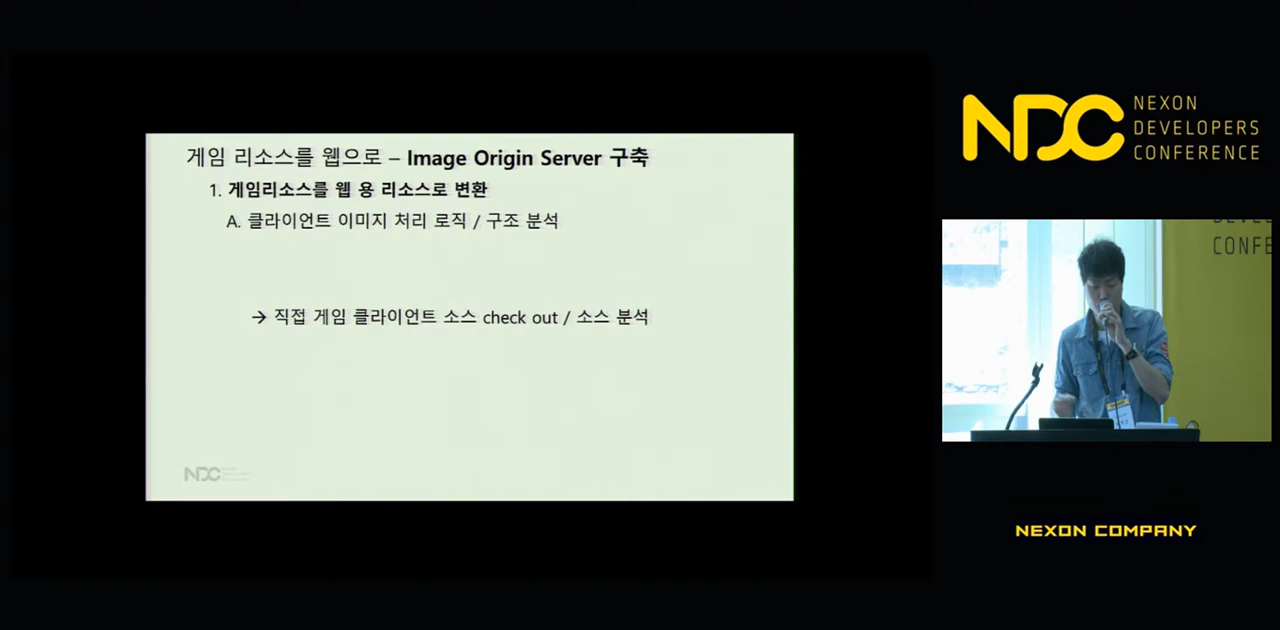 게임 리소스를 웹으로 – Image Origin Server 구축
1. 게임리소스를 웹 용 리소스로 변환
A. 클라이언트 이미지 처리 로직 / 구조 분석
→ 직접 게임 클라이언트 소스 check out / 소스 분석
NDC
NDC
NEXON
DEVELOPERS
CONFERENCE
CONFE
NEXON COMPANY